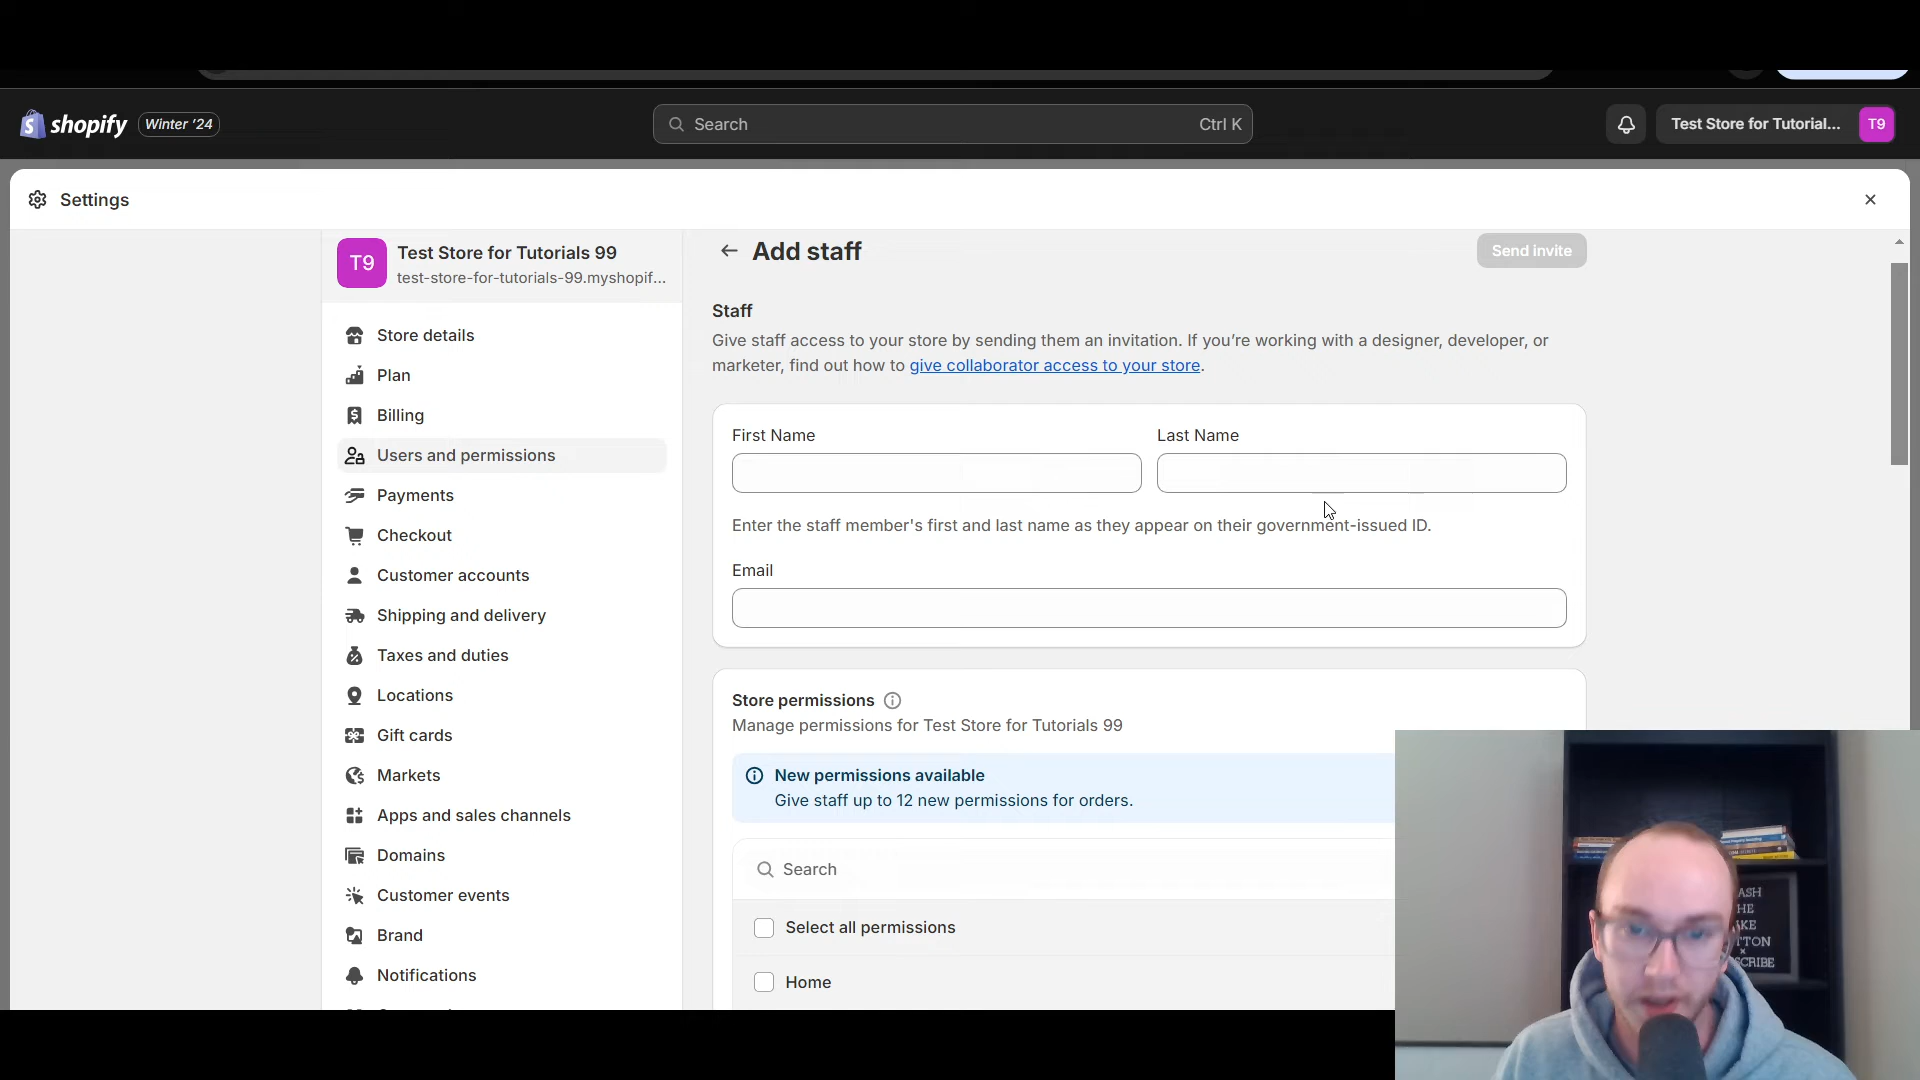 shopify Winter '24
Search Ctrl K
Test Store for Tutorial... T9
Settings
T9 Test Store for Tutorials 99
test-store-for-tutorials-99.myshopif...
Store details
Plan
Billing
Users and permissions
Payments
Checkout
Customer accounts
Shipping and delivery
Taxes and duties
Locations
Gift cards
Markets
Apps and sales channels
Domains
Customer events
Brand
Notifications
Add staff
Send invite
Staff
Give staff access to your store by sending them an invitation. If you're working with a designer, developer, or
marketer, find out how to give collaborator access to your store.
First Name
Last Name
Enter the staff member's first and last name as they appear on their government-issued ID.
Email
Store permissions
Manage permissions for Test Store for Tutorials 99
New permissions available
Give staff up to 12 new permissions for orders.
Search
Select all permissions
Home